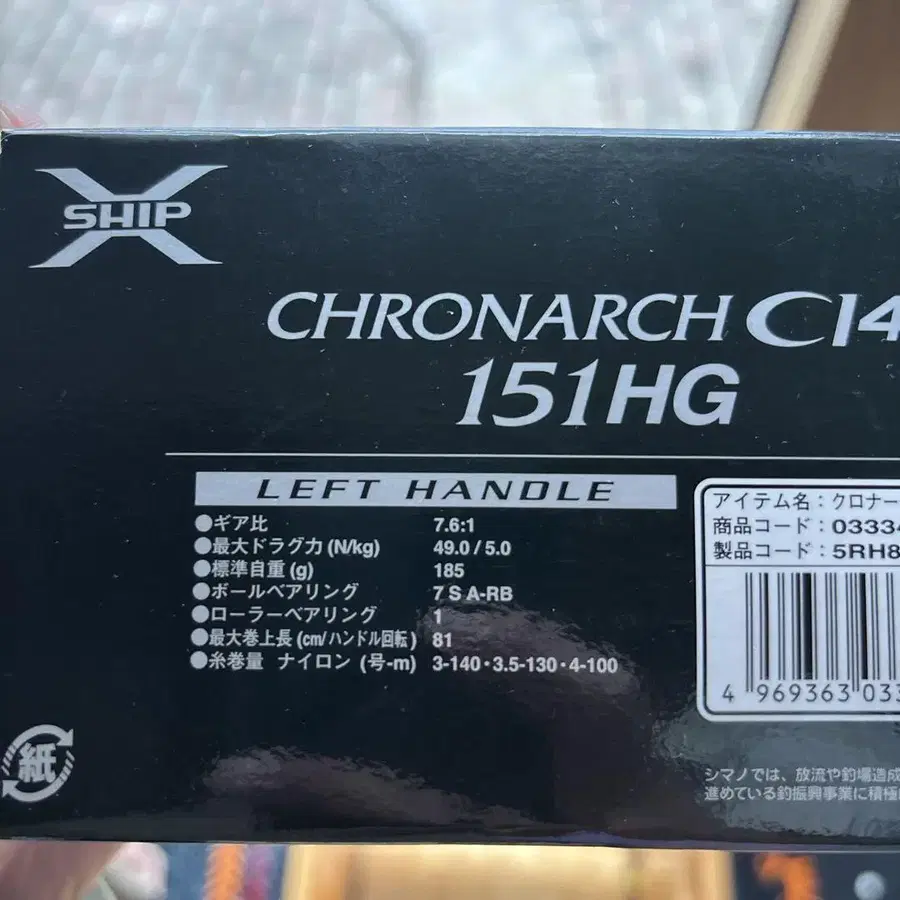 X
SHIP
CHRONARCH CI4
151HG
LEFT HANDLE
●ギア比 7.6:1
●最大ドラグ力 (N/kg) 49.0 / 5.0
●標準自重 (g) 185
●ボールベアリング 7 S A-RB
●ローラーベアリング 1
●最大巻上長 (cm/ハンドル回転) 81
●糸巻量 ナイロン (号-m) 3-140・3.5-130・4-100
アイテム名：クロナー
商品コード：03334
製品コード：5RH8
4 969363 033
紙
シマノでは、放流や釣場造成
進めている釣振興事業に積極